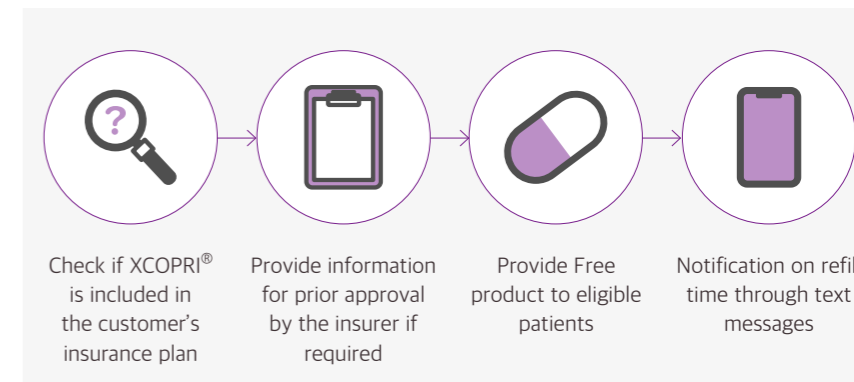 ?
Check if XCOPRI®
is included in
the customer's
insurance plan
Provide information
for prior approval
by the insurer if
required
Provide Free
product to eligible
patients
Notification on refil
time through text
messages